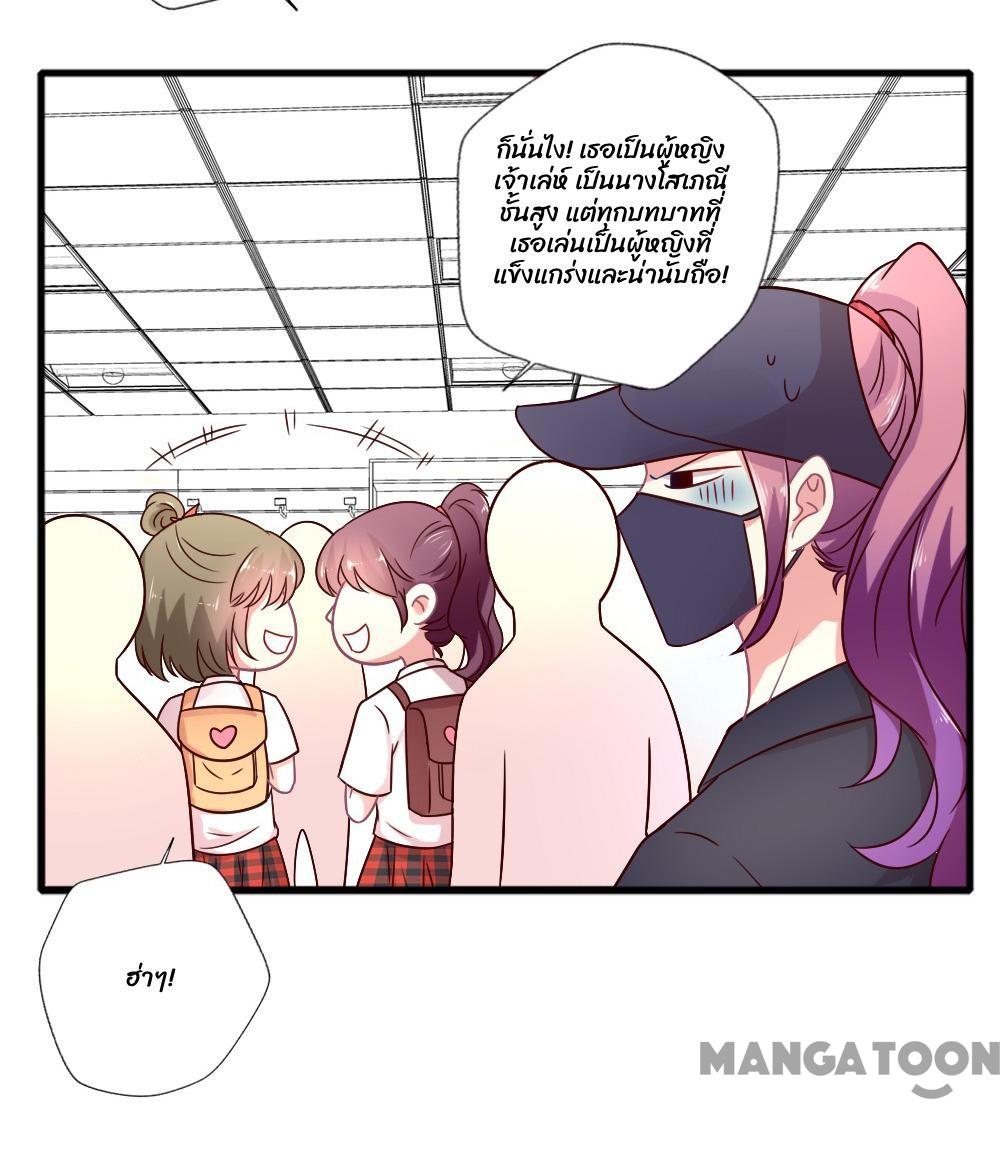 ก็นั่นไง! เธอเป็นผู้หญิง
เจ้าเล่ห์ เป็นนางโสเภณี
ชั้นสูง แต่ทุกบทบาทที่
เธอเล่นเป็นผู้หญิงที่
แข็งแกร่งและน่านับถือ!
ฮ่าๆ!
MANGATOON